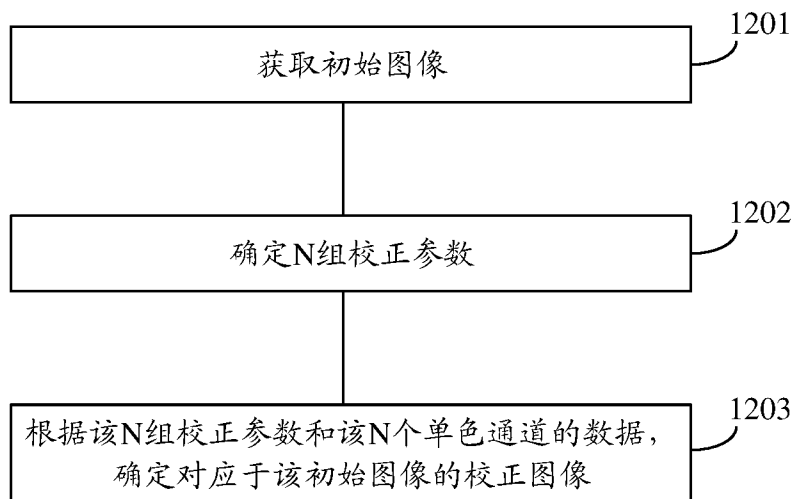 1201
获取初始图像
1202
确定N组校正参数
1203
根据该N组校正参数和该N个单色通道的数据，
确定对应于该初始图像的校正图像